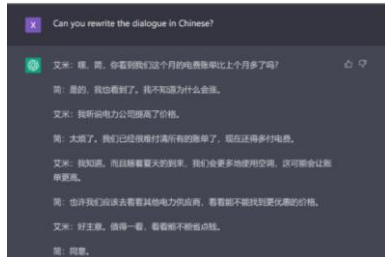 X
Can you rewrite the dialogue in Chinese?
艾米：嘿，简，你看到我们这个月的电费账单比上个月多了吗？
简：是的，我也看到了。我不知道为什么会涨。
艾米：我听说电力公司提高了价格。
简：太烦了。我们已经很难付清所有的账单了，现在还得多付电费。
艾米：我知道。而且随着夏天的到来，我们会更多地使用空调，这可能会让账
单更高。
简：也许我们应该去看看其他电力供应商，看看能不能找到更优惠的价格。
艾米：好主意。值得一看，看看能不能省点钱。
简：同意。